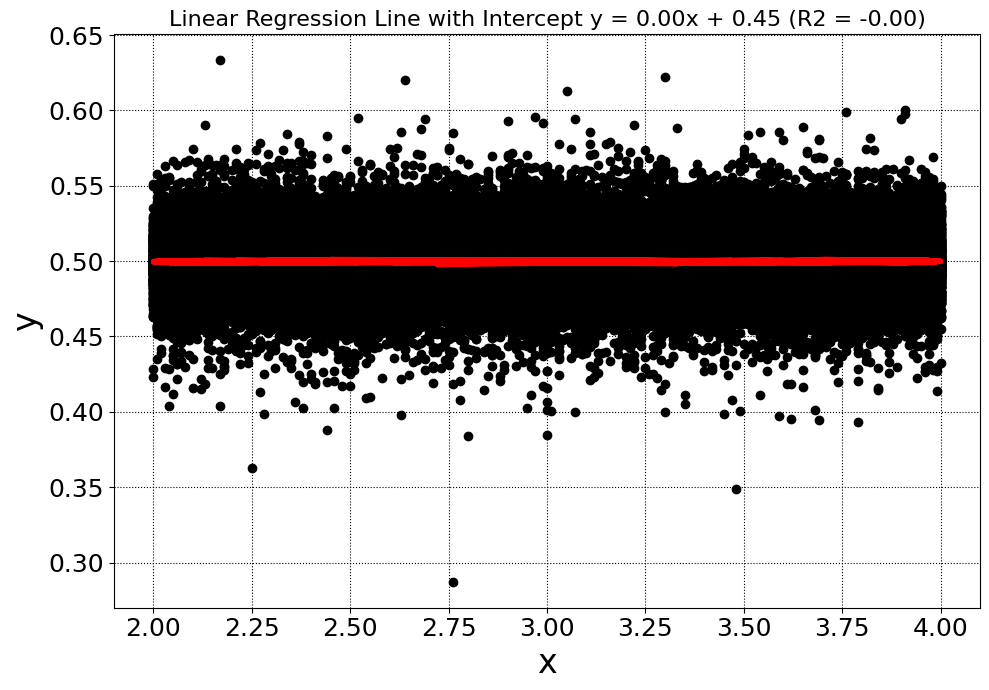 Linear Regression Line with Intercept y = 0.00x + 0.45 (R2 = -0.00)
0.65
0.60
0.55
0.50
0.45
0.40
0.35
0.30
y
2.00 2.25 2.50 2.75 3.00 3.25 3.50 3.75 4.00
x